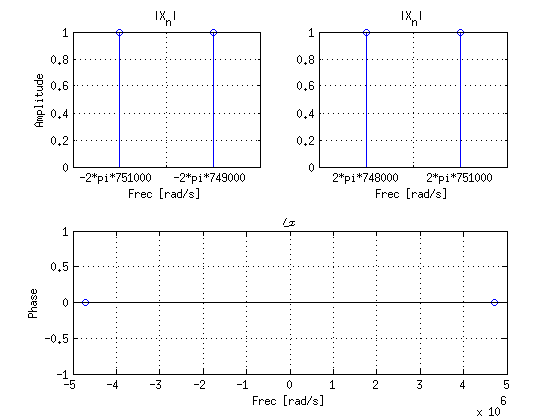 |Xn| |Xn|
1 1
0.8 0.8
0.6 0.6
Amplitude
0.4 0.4
0.2 0.2
0 0
-2*pi*751000 -2*pi*749000 2*pi*748000 2*pi*751000
Frec [rad/s] Frec [rad/s]
∠x
1
0.5
Phase
0
-0.5
-1
-5 -4 -3 -2 -1 0 1 2 3 4 5
Frec [rad/s]
x 10 6